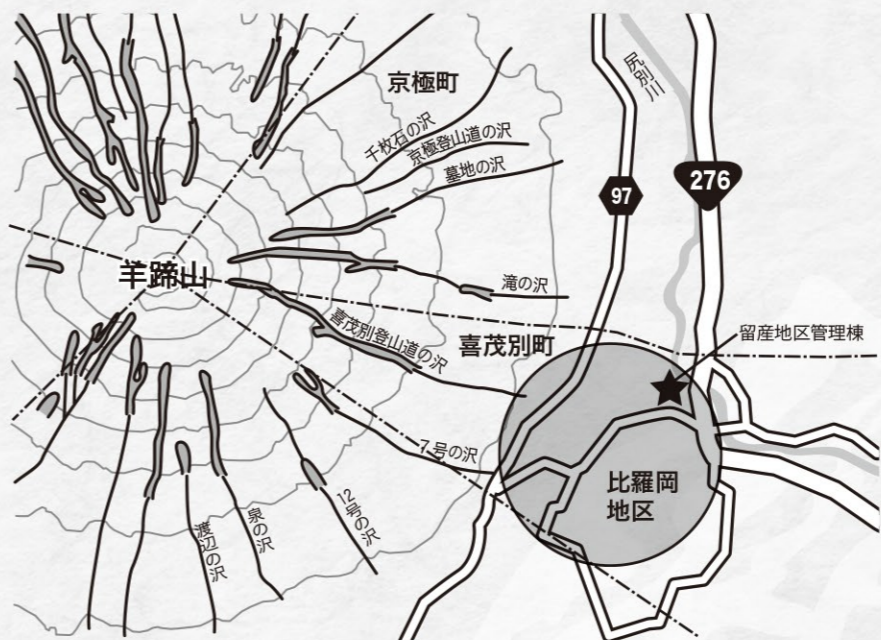 京極町
尻別川
千枚石の沢
京極登山道の沢
墓地の沢
97
276
羊蹄山
滝の沢
喜茂別登山道の沢
喜茂別町
留産地区管理棟
7号の沢
比羅岡
地区
12号の沢
泉の沢
渡辺の沢